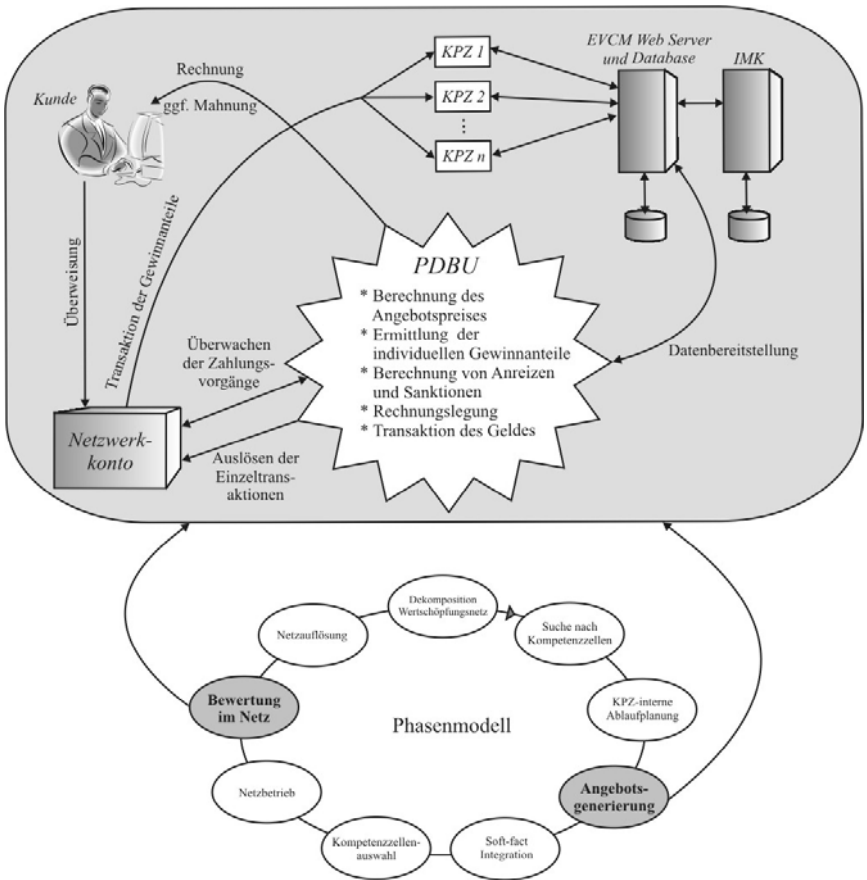 Kunde
Rechnung
ggf. Mahnung
KPZ 1
KPZ 2
⋮
KPZ n
EVCM Web Server
und Database
IMK
Überweisung
Transaktion der Gewinnanteile
PDBU
* Berechnung des
Angebotspreises
* Ermittlung der
individuellen Gewinnanteile
* Berechnung von Anreizen
und Sanktionen
* Rechnungslegung
* Transaktion des Geldes
Datenbereitstellung
Überwachen
der Zahlungs-
vorgänge
Netzwerk-
konto
Auslösen der
Einzeltrans-
aktionen
Dekomposition
Wertschöpfungsnetz
Suche nach
Kompetenzzellen
KPZ-interne
Ablaufplanung
Angebots-
generierung
Soft-fact
Integration
Kompetenzzellen-
auswahl
Netzbetrieb
Bewertung
im Netz
Netzauflösung
Phasenmodell